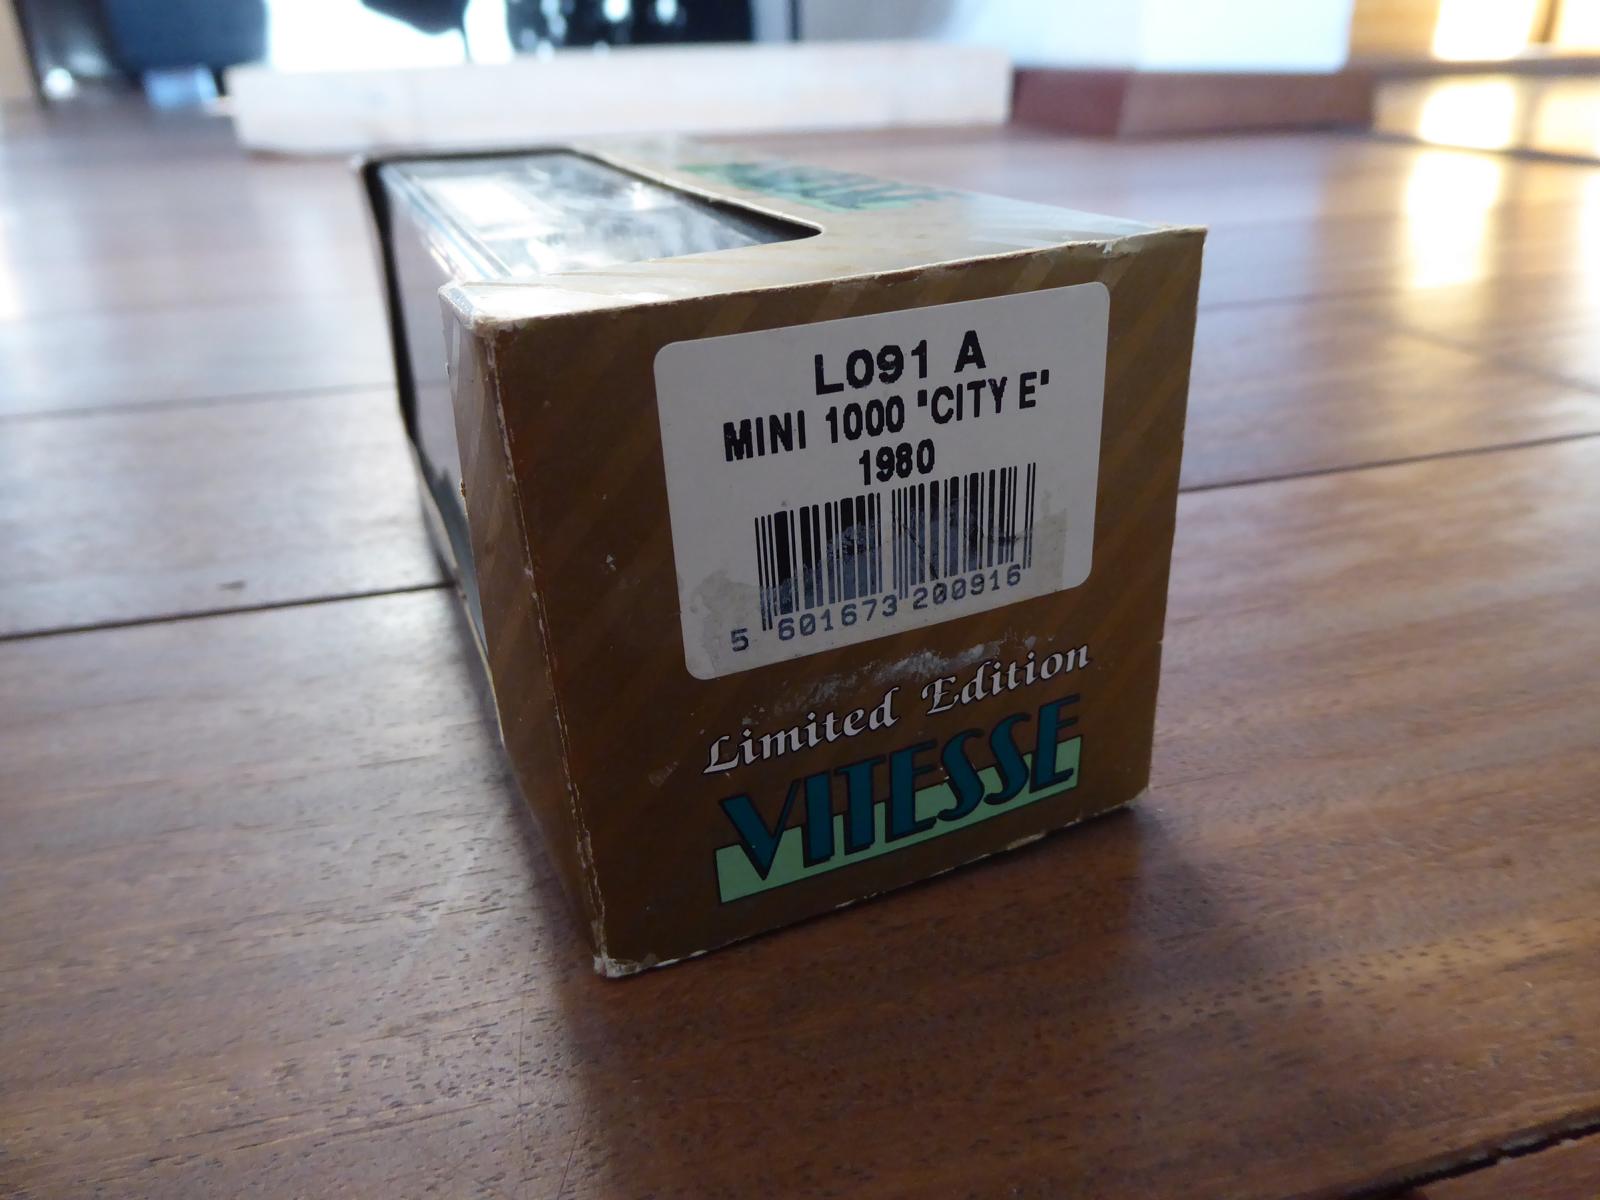 L091 A
MINI 1000 "CITY E"
1980
5 601673 200916
Limited Edition
VITESSE